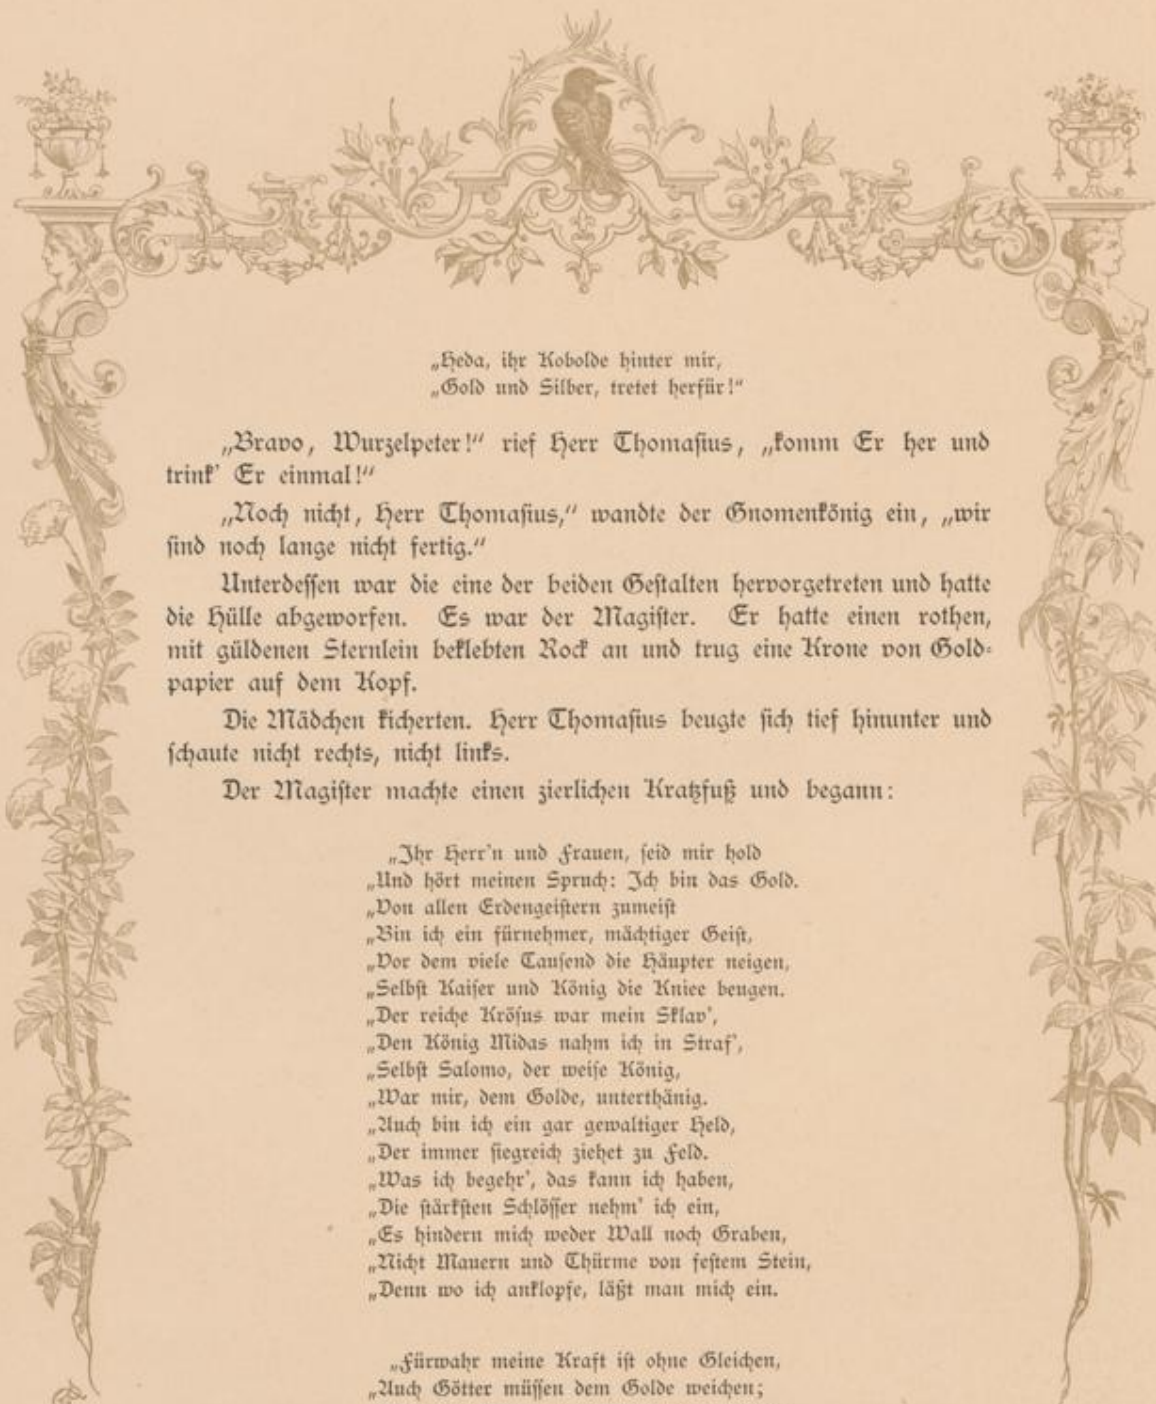 „Heda, ihr Kobolde hinter mir,
„Gold und Silber, tretet herfür!“
„Bravo, Wurzelpeter!“ rief Herr Thomasius, „komm Er her und
trink' Er einmal!“
„Noch nicht, Herr Thomasius,“ wandte der Gnomenkönig ein, „wir
sind noch lange nicht fertig.“
Unterdessen war die eine der beiden Gestalten hervorgetreten und hatte
die Hülle abgeworfen. Es war der Magister. Er hatte einen rothen,
mit güldenen Sternlein beklebten Rock an und trug eine Krone von Gold-
papier auf dem Kopf.
Die Mädchen kicherten. Herr Thomasius beugte sich tief hinunter und
schaute nicht rechts, nicht links.
Der Magister machte einen zierlichen Kratzfuß und begann:
„Ihr Herr'n und Frauen, seid mir hold
„Und hört meinen Spruch: Ich bin das Gold.
„Von allen Erdengeistern zumeist
„Bin ich ein fürnehmer, mächtiger Geist,
„Vor dem viele Tausend die Häupter neigen,
„Selbst Kaiser und König die Kniee beugen.
„Der reiche Krösus war mein Sklav',
„Den König Midas nahm ich in Straf',
„Selbst Salomo, der weise König,
„War mir, dem Golde, unterthänig.
„Auch bin ich ein gar gewaltiger Held,
„Der immer siegreich ziehet zu Feld.
„Was ich begehr', das kann ich haben,
„Die stärksten Schlösser nehm' ich ein,
„Es hindern mich weder Wall noch Graben,
„Nicht Mauern und Thürme von festem Stein,
„Denn wo ich anklopfe, läßt man mich ein.
„Fürwahr meine Kraft ist ohne Gleichen,
„Auch Götter müssen dem Golde weichen;